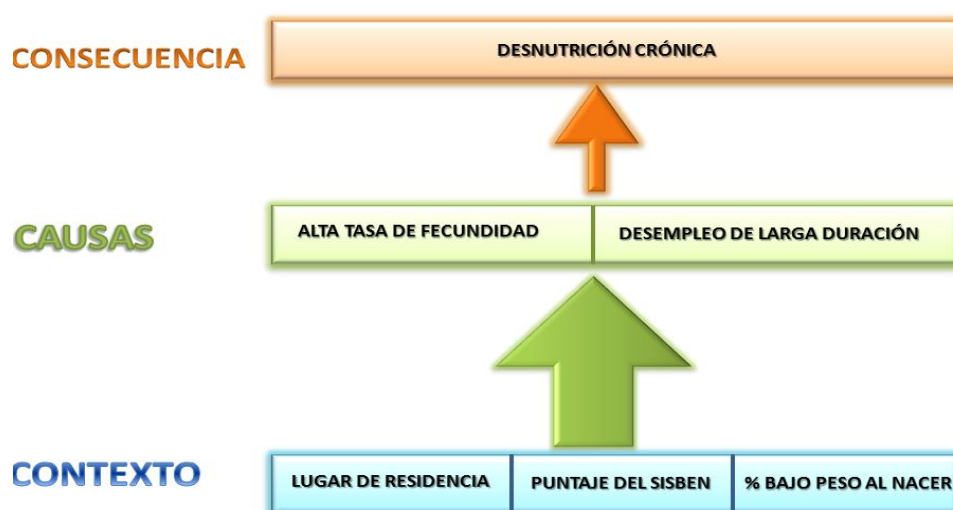 CONSECUENCIA
DESNUTRICIÓN CRÓNICA
CAUSAS
ALTA TASA DE FECUNDIDAD
DESEMPLEO DE LARGA DURACIÓN
CONTEXTO
LUGAR DE RESIDENCIA
PUNTAJE DEL SISBEN
% BAJO PESO AL NACER